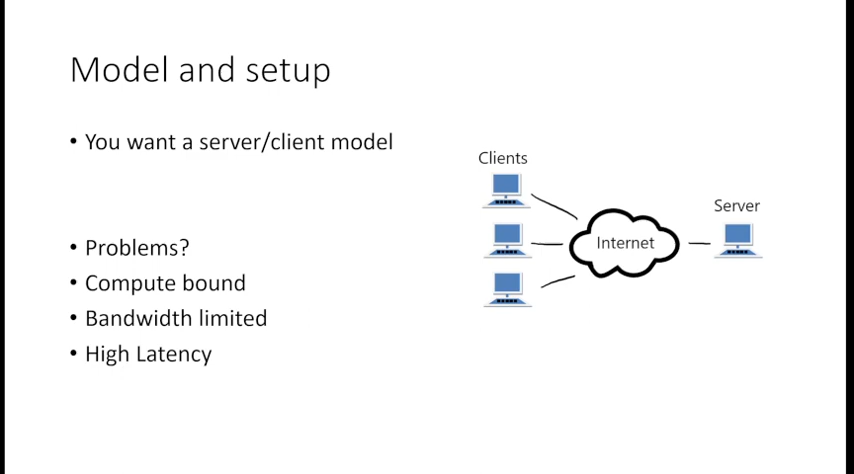 Model and setup
• You want a server/client model
• Problems?
• Compute bound
• Bandwidth limited
• High Latency
Clients
Internet
Server